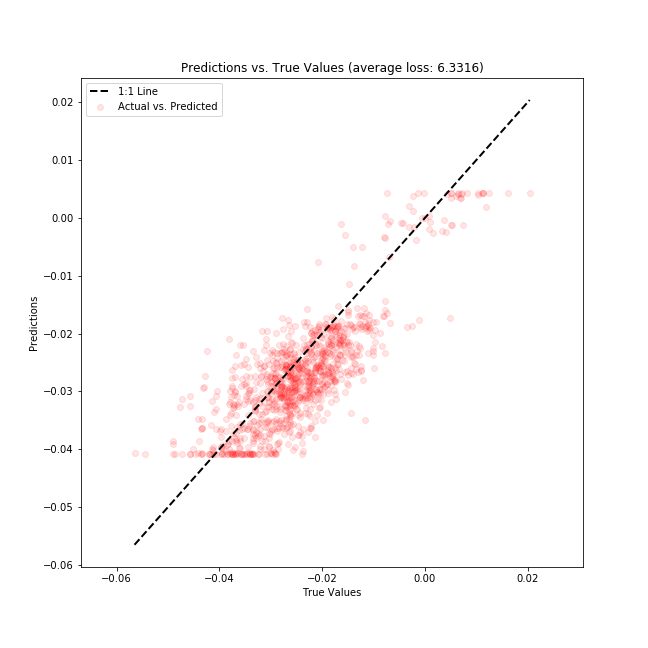 Predictions vs. True Values (average loss: 6.3316)
1:1 Line
Actual vs. Predicted
0.02
0.01
0.00
−0.01
−0.02
−0.03
−0.04
−0.05
−0.06
Predictions
−0.06 −0.04 −0.02 0.00 0.02
True Values